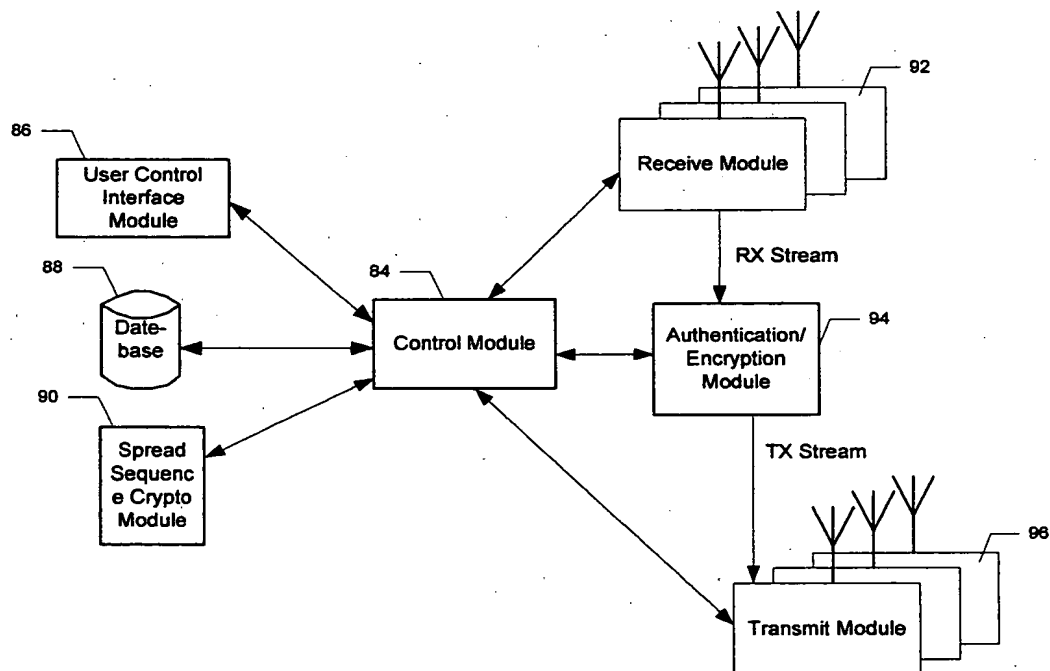 92
86
User Control
Interface
Module
Receive Module
RX Stream
88
Date-
base
84
Control Module
94
Authentication/
Encryption
Module
90
Spread
Sequenc
e Crypto
Module
TX Stream
96
Transmit Module